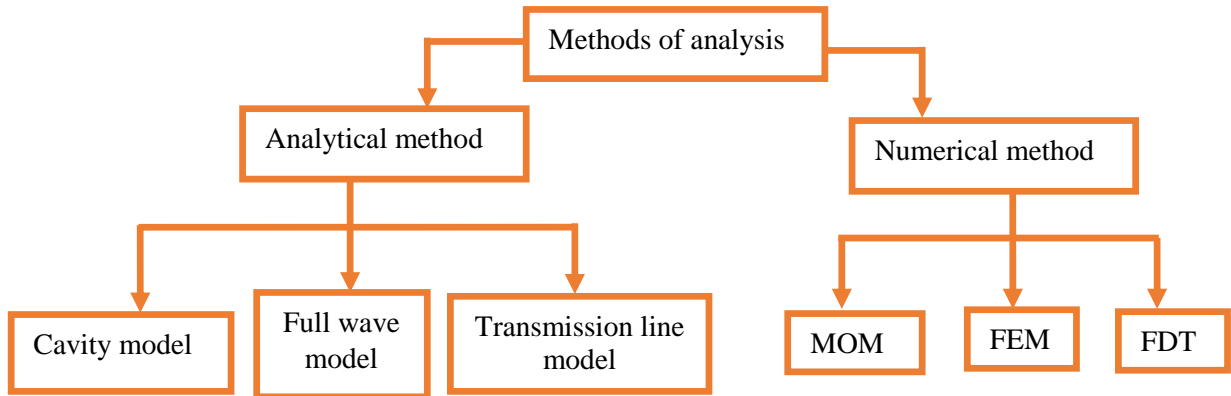 Methods of analysis
Analytical method
Numerical method
Cavity model
Full wave
model
Transmission line
model
MOM
FEM
FDT